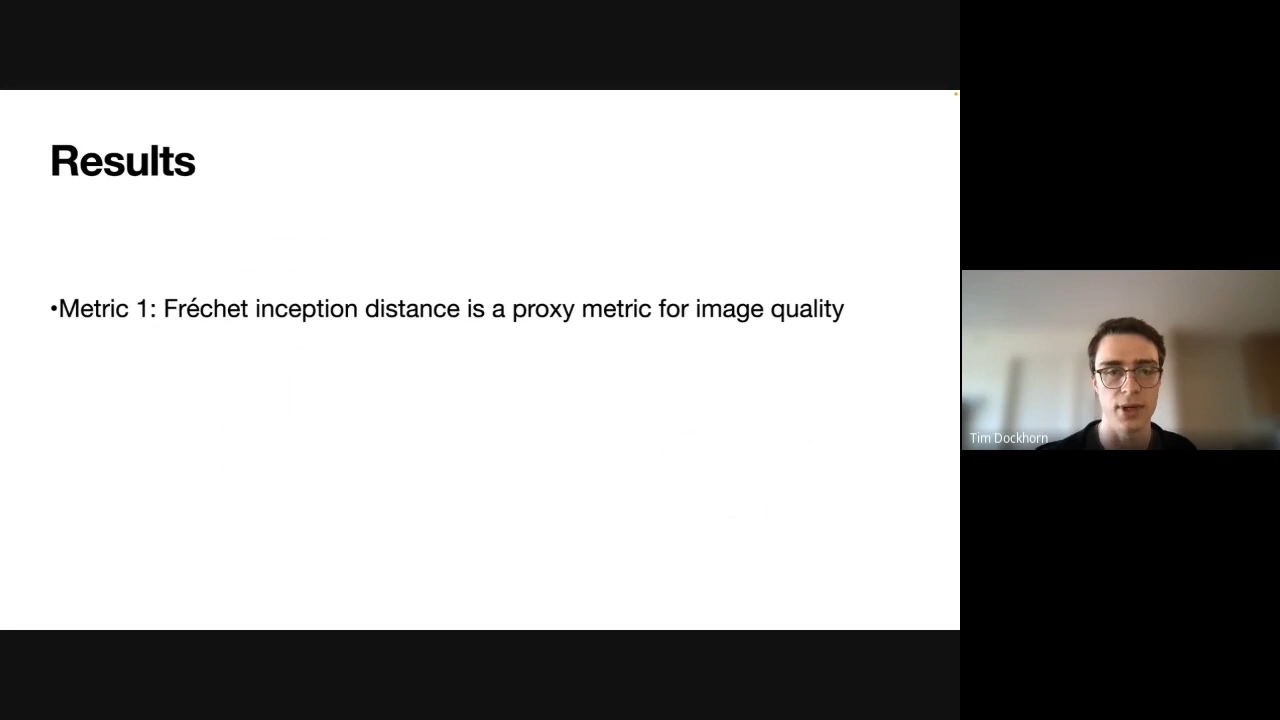 Results
•Metric 1: Fréchet inception distance is a proxy metric for image quality
Tim Dockhorn